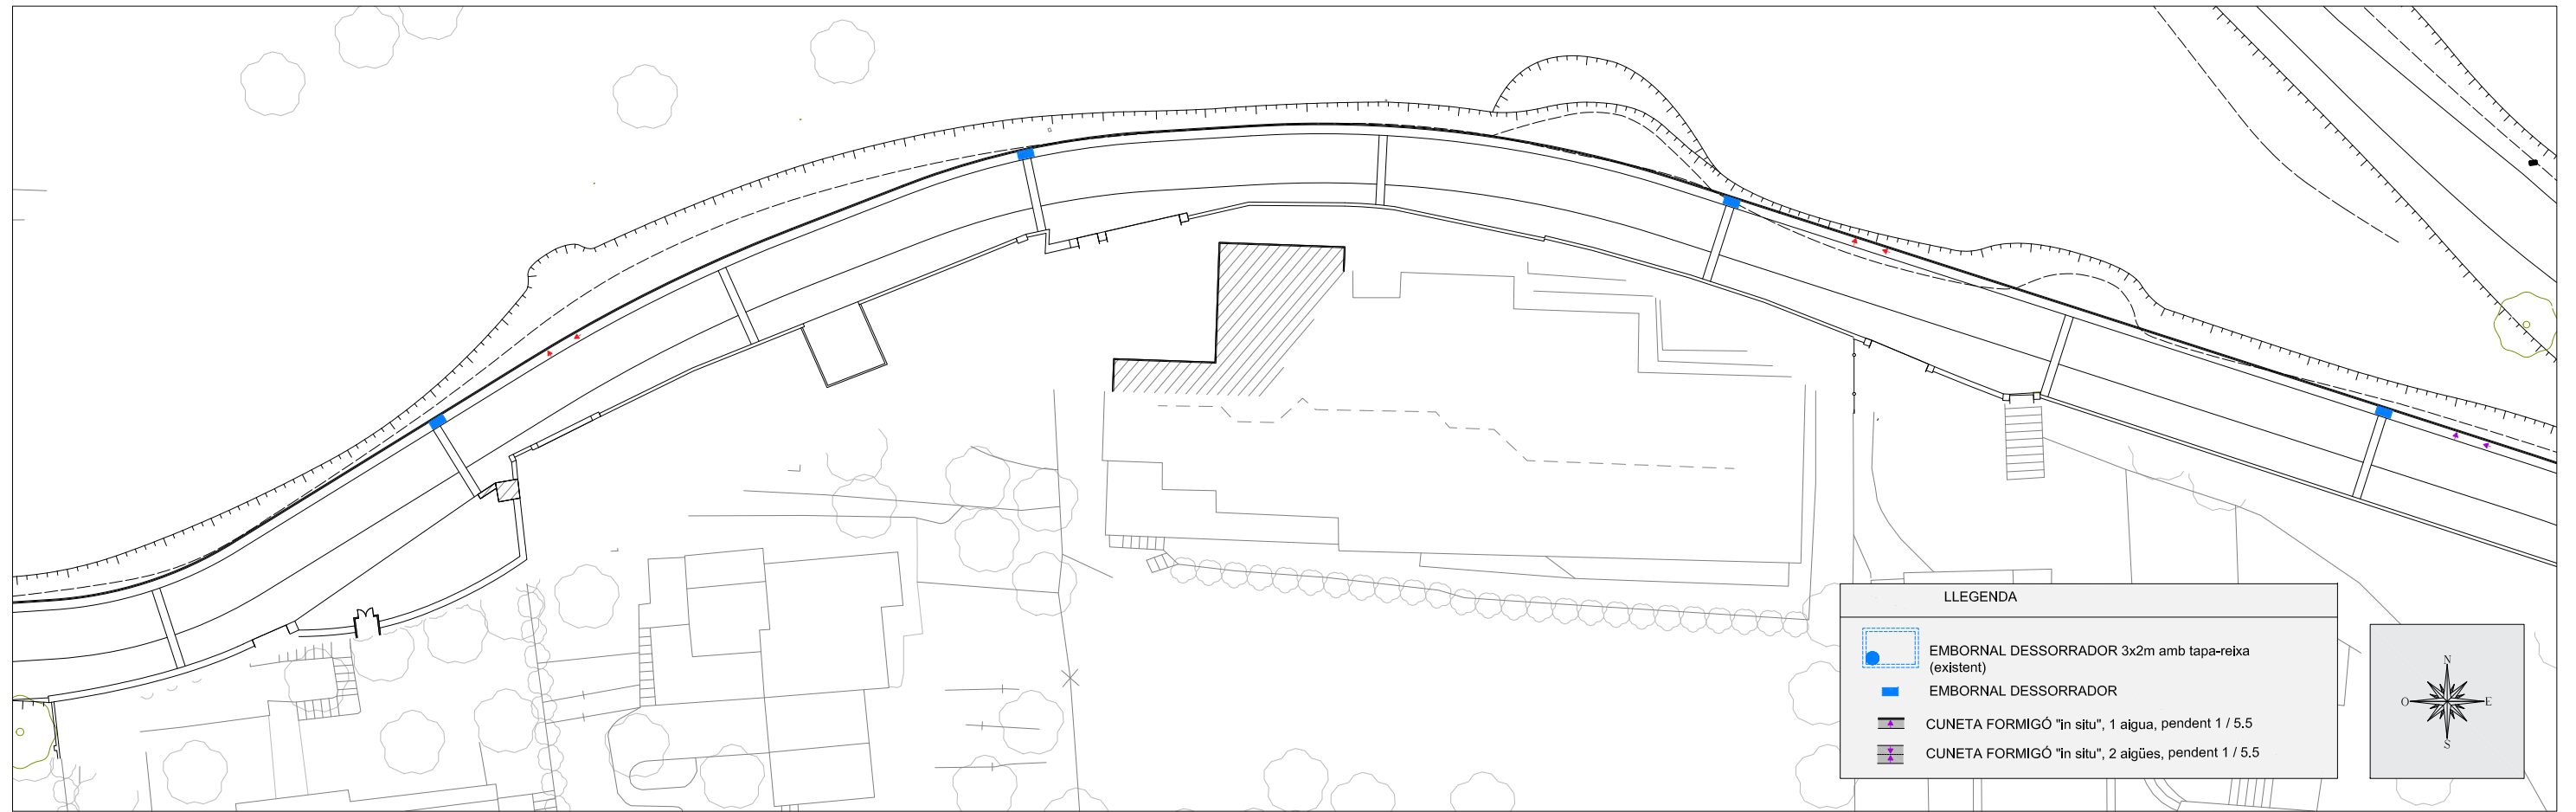 LLEGENDA
EMBORNAL DESSORRADOR 3x2m amb tapa-reixa
(existent)
EMBORNAL DESSORRADOR
CUNETA FORMIGÓ "in situ", 1 aigua, pendent 1 / 5.5
CUNETA FORMIGÓ "in situ", 2 aigües, pendent 1 / 5.5
N
O E
S